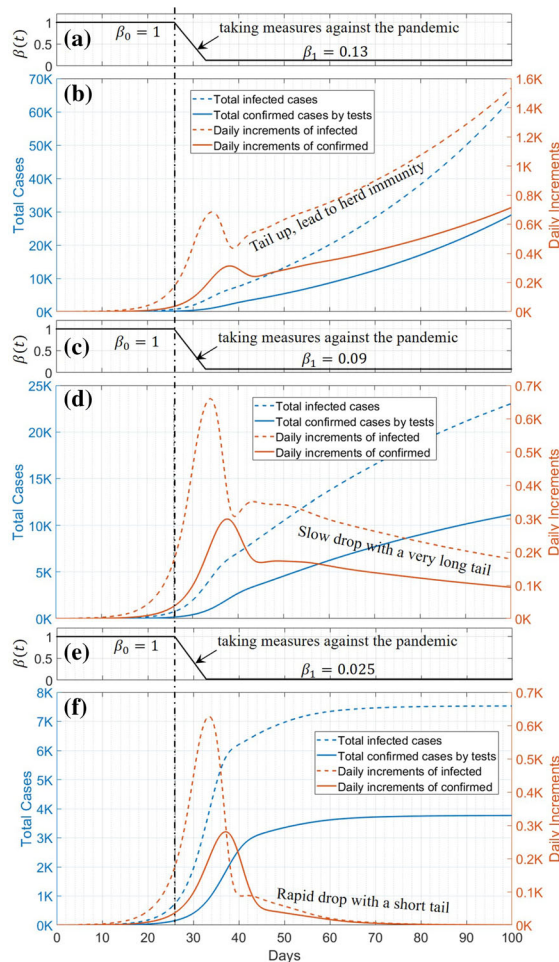 (a)
β(t)
1
0.5
0
β₀ = 1
taking measures against the pandemic
β₁ = 0.13
(b)
Total Cases
70K
60K
50K
40K
30K
20K
10K
0K
Total infected cases
Total confirmed cases by tests
Daily increments of infected
Daily increments of confirmed
Tail up, lead to herd immunity
Daily Increments
1.6K
1.4K
1.2K
1K
0.8K
0.6K
0.4K
0.2K
0K
(c)
β(t)
1
0.5
0
β₀ = 1
taking measures against the pandemic
β₁ = 0.09
(d)
Total Cases
25K
20K
15K
10K
5K
0K
Total infected cases
Total confirmed cases by tests
Daily increments of infected
Daily increments of confirmed
Slow drop with a very long tail
Daily Increments
0.7K
0.6K
0.5K
0.4K
0.3K
0.2K
0.1K
0K
(e)
β(t)
1
0.5
0
β₀ = 1
taking measures against the pandemic
β₁ = 0.025
(f)
Total Cases
8K
7K
6K
5K
4K
3K
2K
1K
0K
Total infected cases
Total confirmed cases by tests
Daily increments of infected
Daily increments of confirmed
Rapid drop with a short tail
Daily Increments
0.7K
0.6K
0.5K
0.4K
0.3K
0.2K
0.1K
0K
0 10 20 30 40 50 60 70 80 90 100
Days